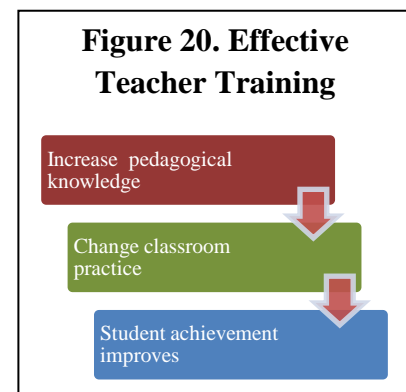 Figure 20. Effective
Teacher Training
Increase pedagogical
knowledge
Change classroom
practice
Student achievement
improves